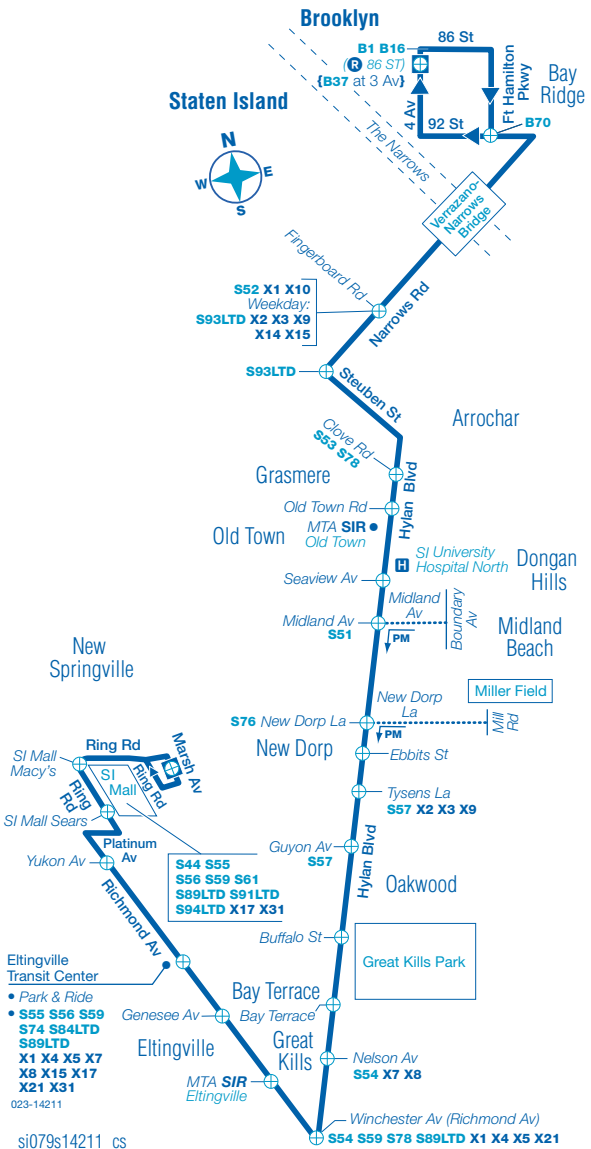 Brooklyn
B1 B16
86 St
(R 86 ST)
{B37 at 3 Av}
Ft Hamilton
Pkwy
Bay
Ridge
4 Av
92 St
B70
Staten Island
The Narrows
N
W
E
S
Verrazano-
Narrows
Bridge
Fingerboard Rd
S52 X1 X10
Weekday:
S93LTD X2 X3 X9
X14 X15
Narrows Rd
S93LTD
Steuben St
Arrochar
Clove Rd
S53 S78
Grasmere
Hylan Blvd
Old Town Rd
MTA SIR
Old Town
Old Town
H
SI University
Hospital North
Dongan
Hills
Seaview Av
Midland
Av
Boundary
Av
Midland Av
S51
PM
Midland
Beach
New
Springville
Miller Field
New Dorp
La
S76 New Dorp La
Mill
Rd
PM
New Dorp
Ebbits St
Ring Rd
Marsh Av
Ring Rd
SI Mall
Macy's
SI
Mall
Ring
Rd
SI Mall Sears
Tysens La
S57 X2 X3 X9
Platinum
Av
Yukon Av
Guyon Av
S57
Hylan Blvd
S44 S55
S56 S59 S61
S89LTD S91LTD
S94LTD X17 X31
Oakwood
Richmond Av
Buffalo St
Great Kills Park
Eltingville
Transit Center
Park & Ride
S55 S56 S59
S74 S84LTD
S89LTD
X1 X4 X5 X7
X8 X15 X17
X21 X31
023-14211
Bay Terrace
Bay Terrace
Genesee Av
Eltingville
Great
Kills
Nelson Av
S54 X7 X8
MTA SIR
Eltingville
Winchester Av (Richmond Av)
S54 S59 S78 S89LTD X1 X4 X5 X21
si079s14211 cs